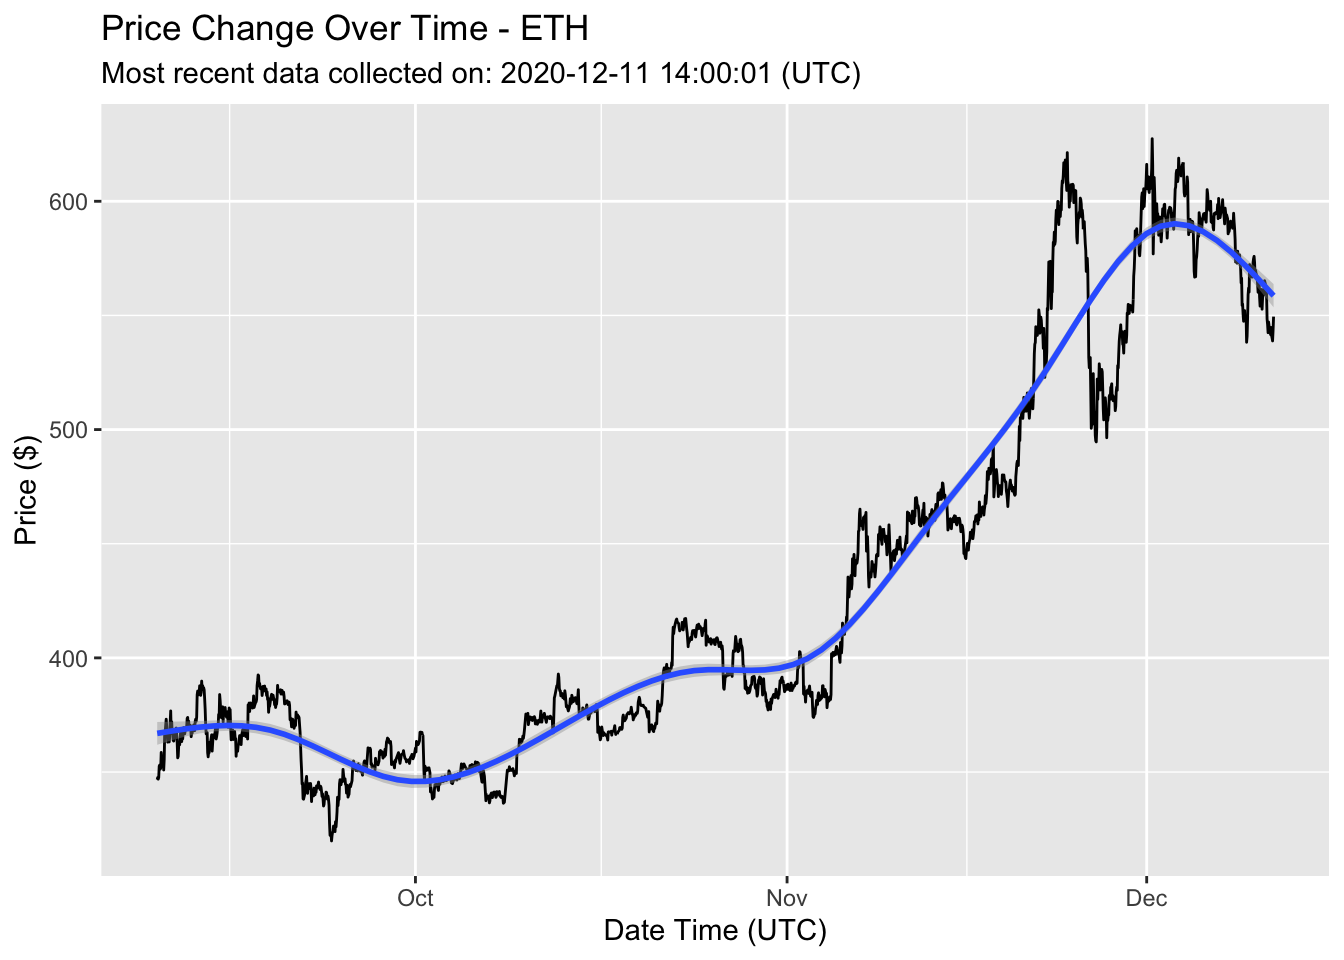 Price Change Over Time - ETH
Most recent data collected on: 2020-12-11 14:00:01 (UTC)
Price ($)
600
500
400
Oct
Nov
Dec
Date Time (UTC)